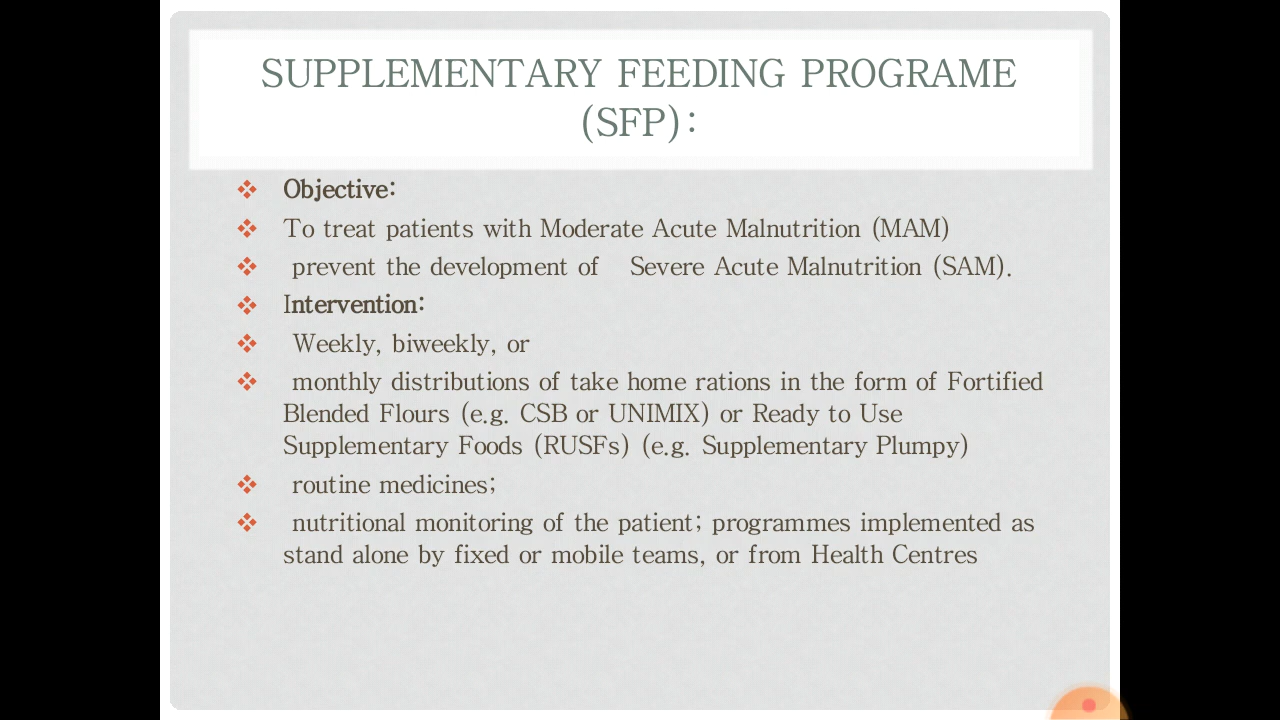 SUPPLEMENTARY FEEDING PROGRAME
(SFP):
Objective:
To treat patients with Moderate Acute Malnutrition (MAM)
prevent the development of Severe Acute Malnutrition (SAM).
Intervention:
Weekly, biweekly, or
monthly distributions of take home rations in the form of Fortified
Blended Flours (e.g. CSB or UNIMIX) or Ready to Use
Supplementary Foods (RUSFs) (e.g. Supplementary Plumpy)
routine medicines;
nutritional monitoring of the patient; programmes implemented as
stand alone by fixed or mobile teams, or from Health Centres